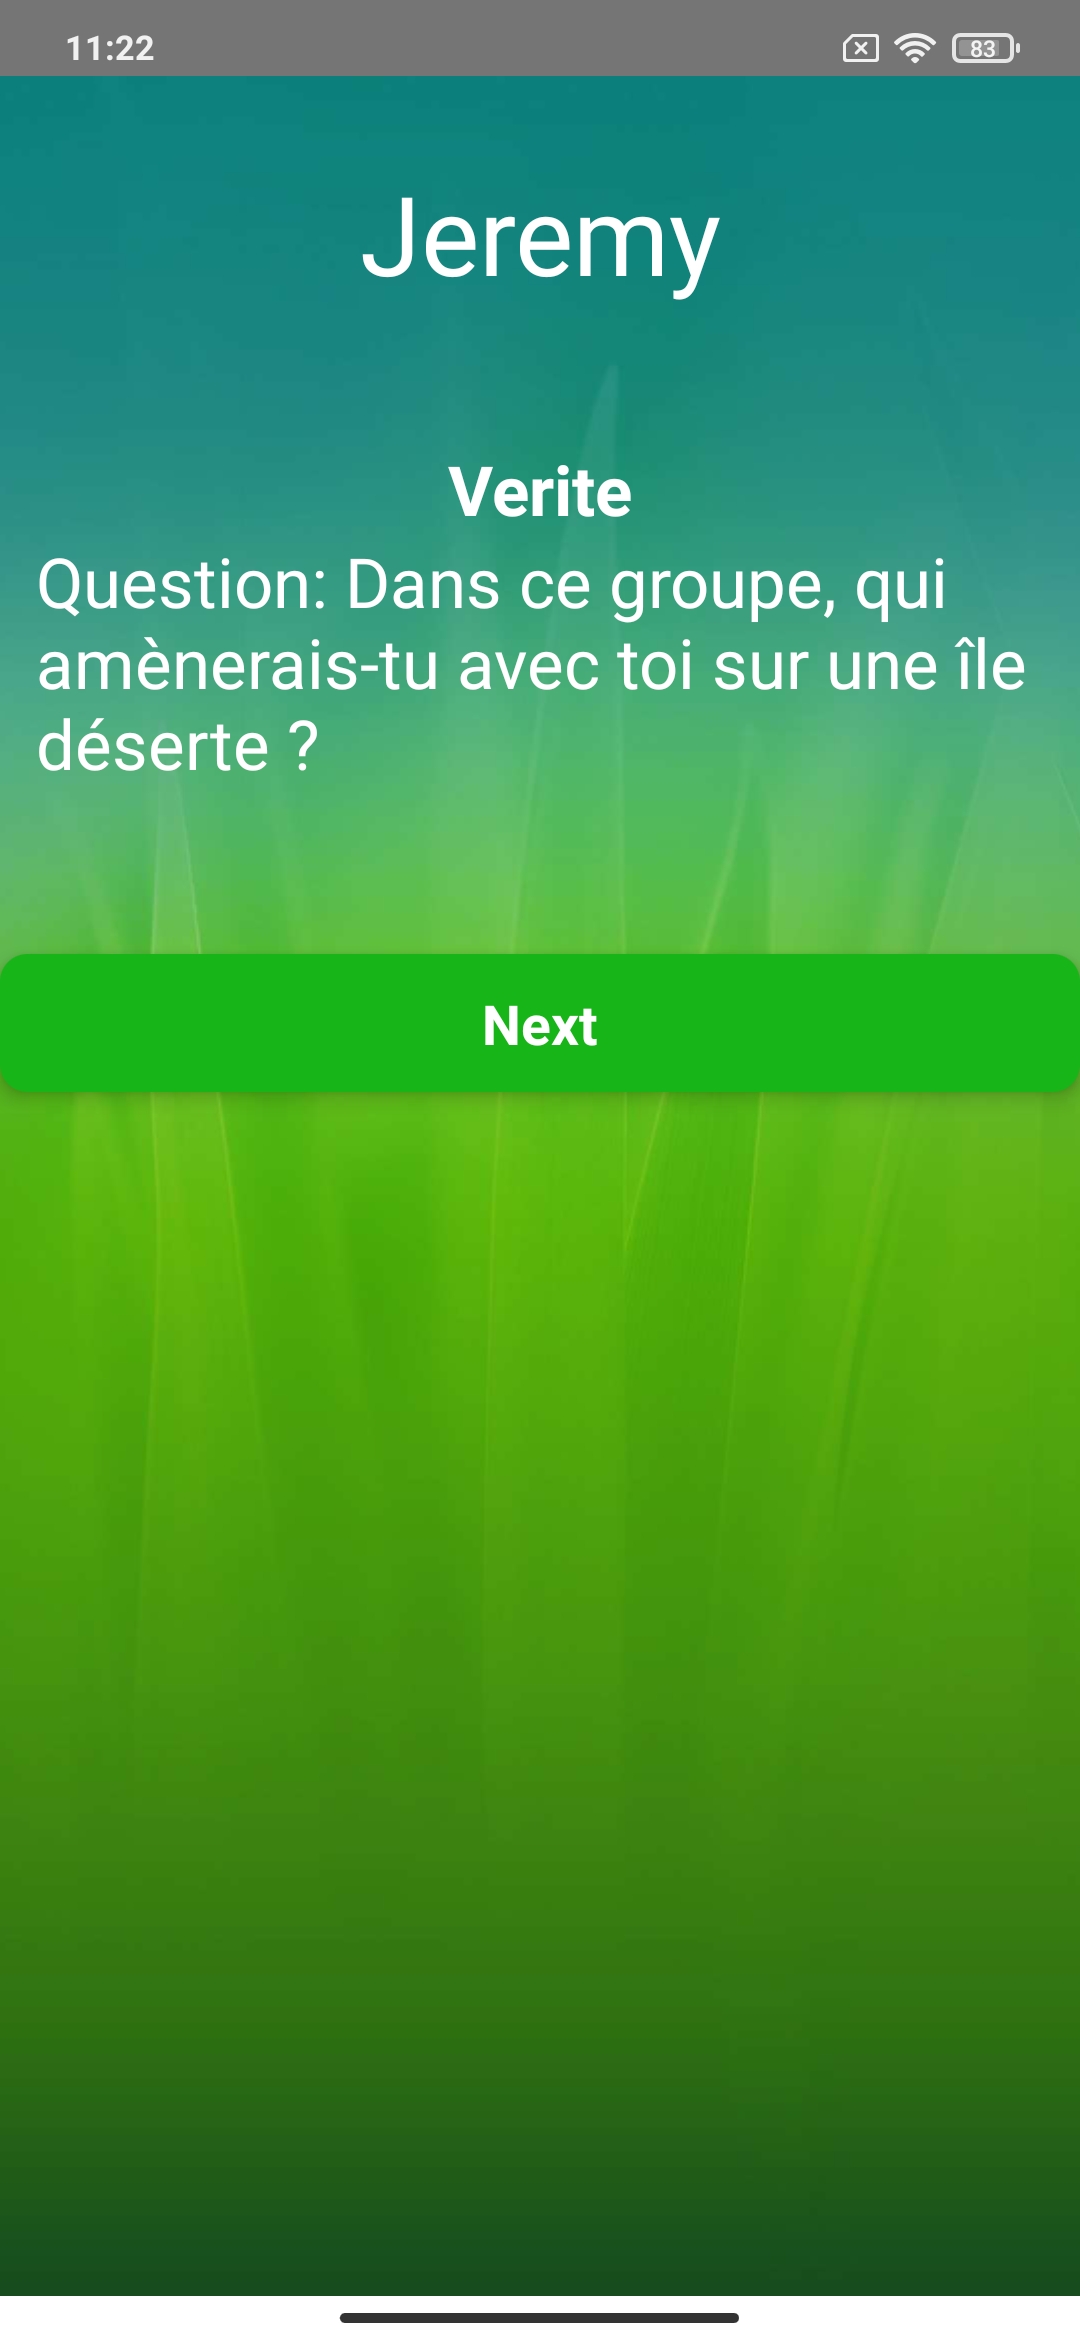 11:22
83
Jeremy
Verite
Question: Dans ce groupe, qui
amènerais-tu avec toi sur une île
déserte ?
Next